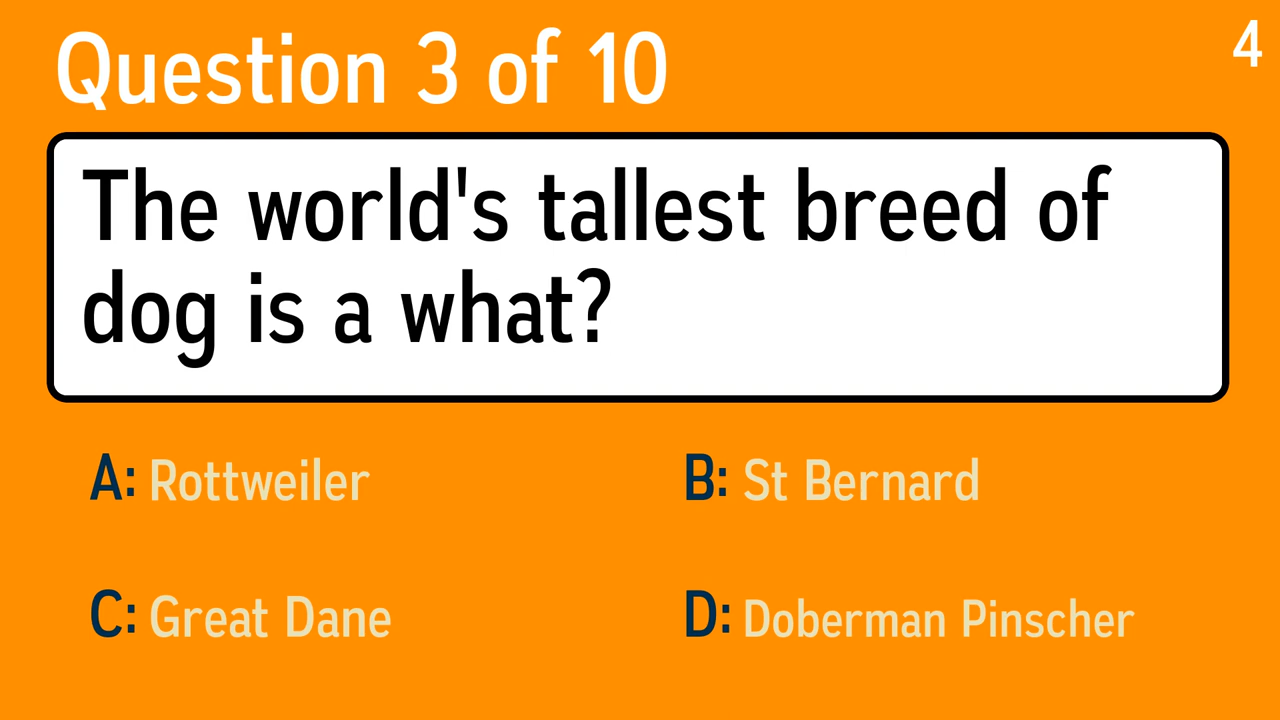 Question 3 of 10
4
The world's tallest breed of
dog is a what?
A: Rottweiler
B: St Bernard
C: Great Dane
D: Doberman Pinscher